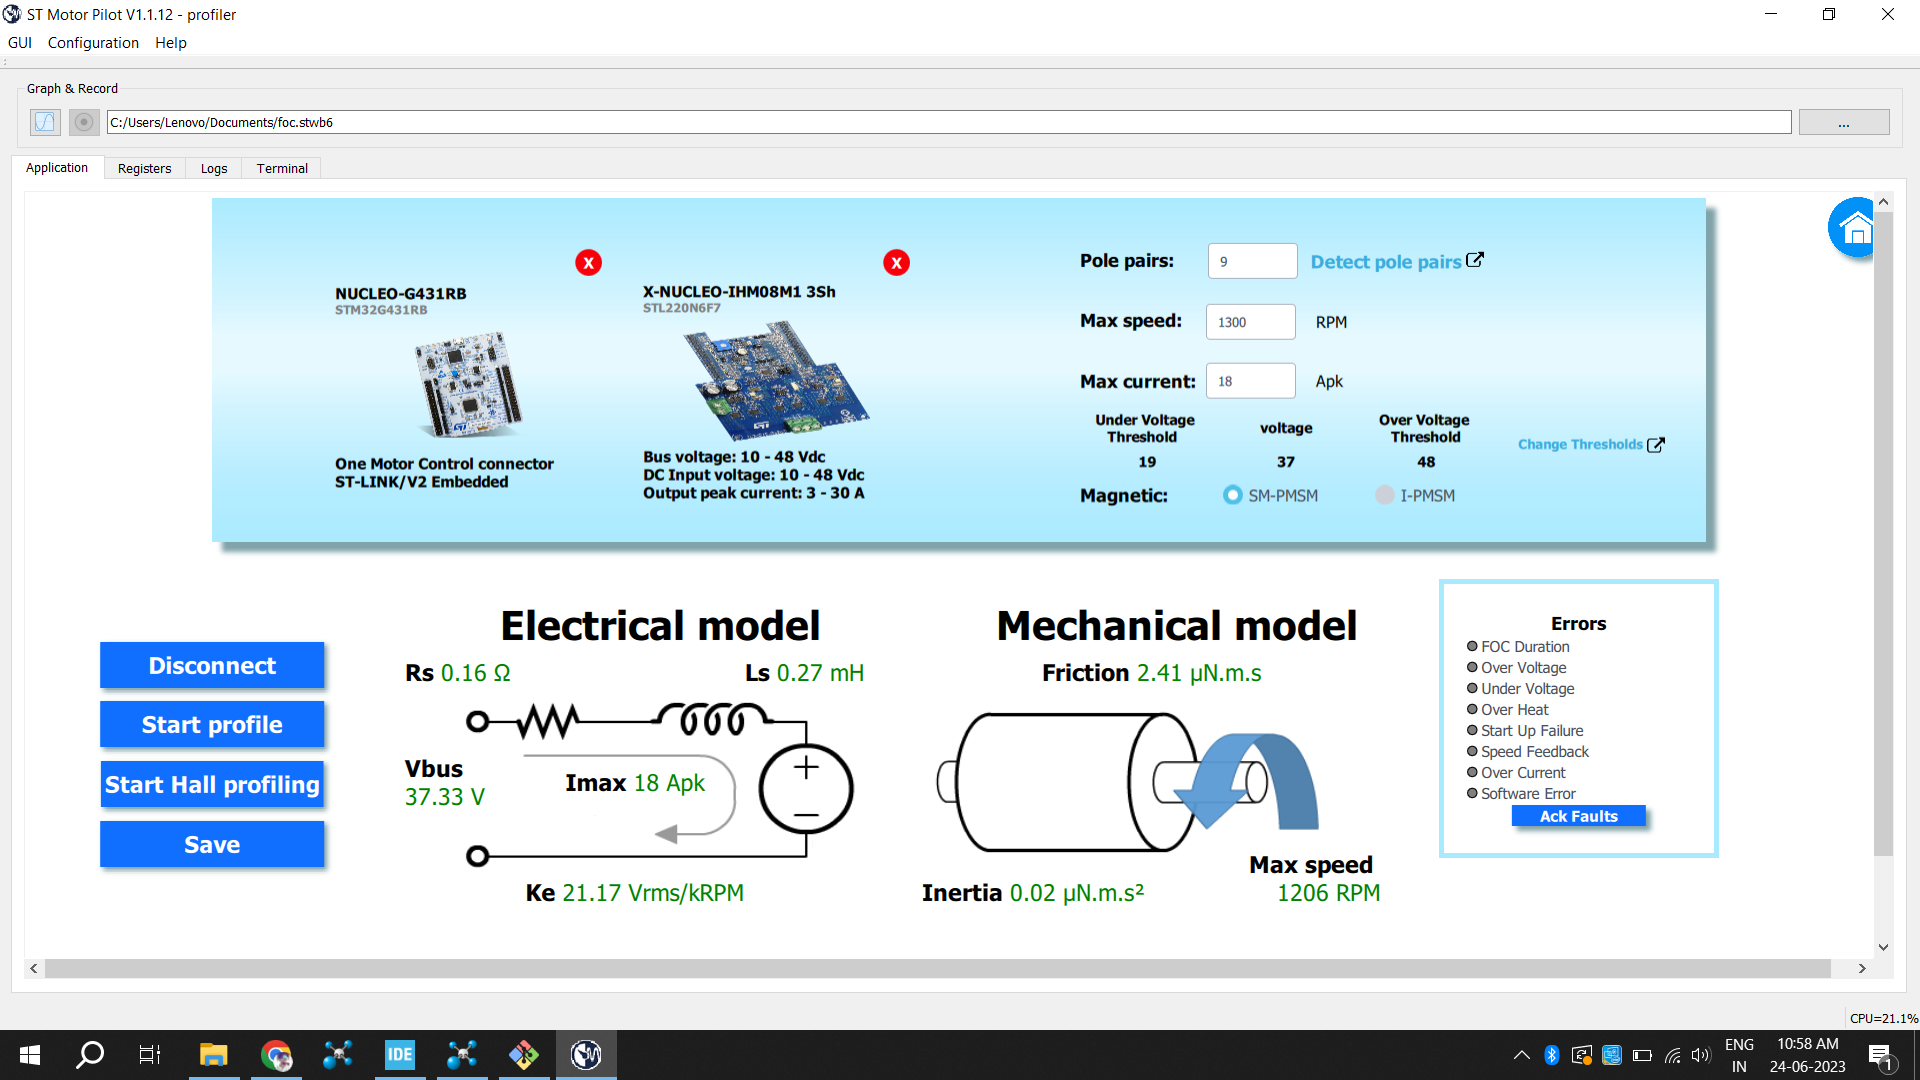 ST Motor Pilot V1.1.12 - profiler
GUI Configuration Help
Graph & Record
C:/Users/Lenovo/Documents/foc.stwb6
...
Application Registers Logs Terminal
X X
NUCLEO-G431RB
STM32G431RB
One Motor Control connector
ST-LINK/V2 Embedded
X-NUCLEO-IHM08M1 3Sh
STL220N6F7
Bus voltage: 10 - 48 Vdc
DC Input voltage: 10 - 48 Vdc
Output peak current: 3 - 30 A
Pole pairs: 9 Detect pole pairs
Max speed: 1300 RPM
Max current: 18 Apk
Under Voltage
Threshold
19
voltage
37
Over Voltage
Threshold
48
Change Thresholds
Magnetic: SM-PMSM I-PMSM
Disconnect
Start profile
Start Hall profiling
Save
Electrical model
Rs 0.16 Ω Ls 0.27 mH
Vbus
37.33 V
Imax 18 Apk
Ke 21.17 Vrms/kRPM
Mechanical model
Friction 2.41 µN.m.s
Inertia 0.02 µN.m.s²
Max speed
1206 RPM
Errors
FOC Duration
Over Voltage
Under Voltage
Over Heat
Start Up Failure
Speed Feedback
Over Current
Software Error
Ack Faults
CPU=21.1%
IDE
ENG
IN
10:58 AM
24-06-2023
1